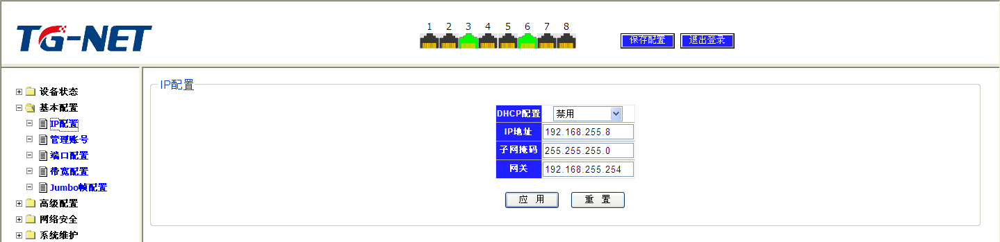 TG-NET
1 2 3 4 5 6 7 8
保存配置 退出登录
设备状态
基本配置
IP配置
管理账号
端口配置
带宽配置
Jumbo帧配置
高级配置
网络安全
系统维护
IP配置
DHCP配置 禁用
IP地址 192.168.255.8
子网掩码 255.255.255.0
网关 192.168.255.254
应 用 重 置